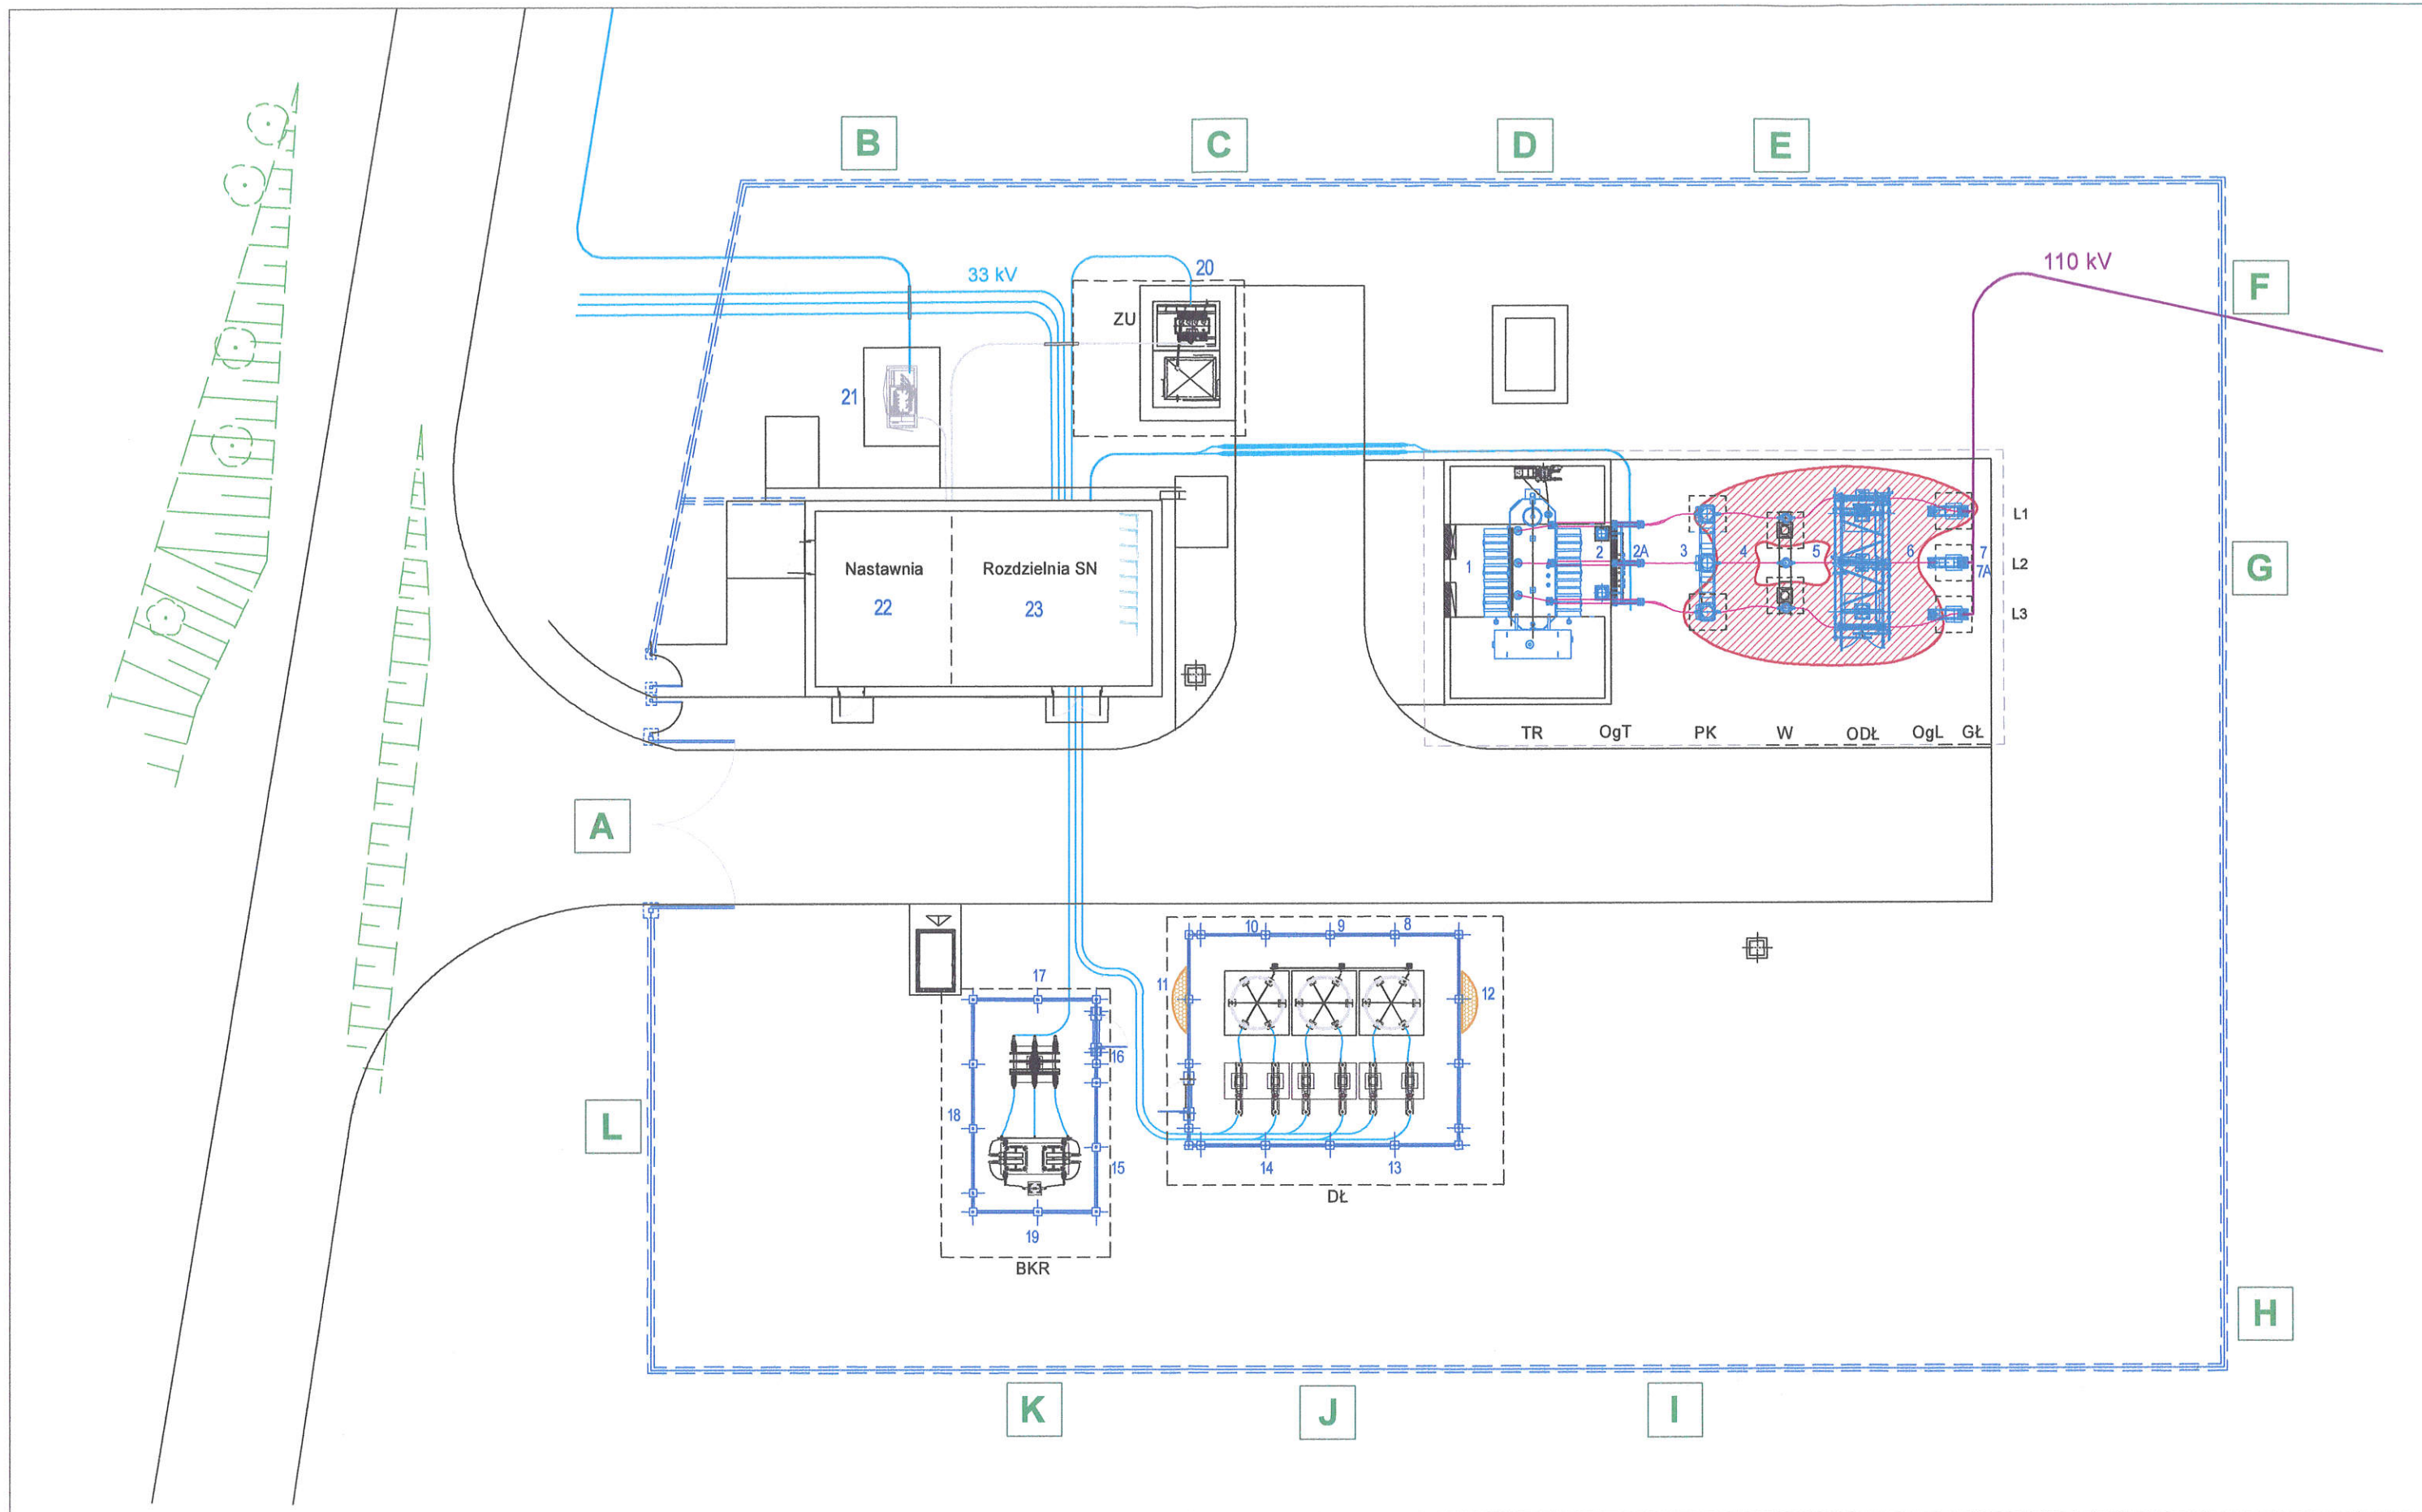 B
C
D
E
33 kV
20
110 kV
F
ZU
21
L1
Nastawnia
Rozdzielnia SN
1
2
2A
3
4
5
6
7
7A
L2
G
22
23
L3
TR
OgT
PK
W
ODŁ
OgL
GŁ
A
10
9
8
17
11
12
16
18
L
15
14
13
DŁ
19
BKR
H
K
J
I